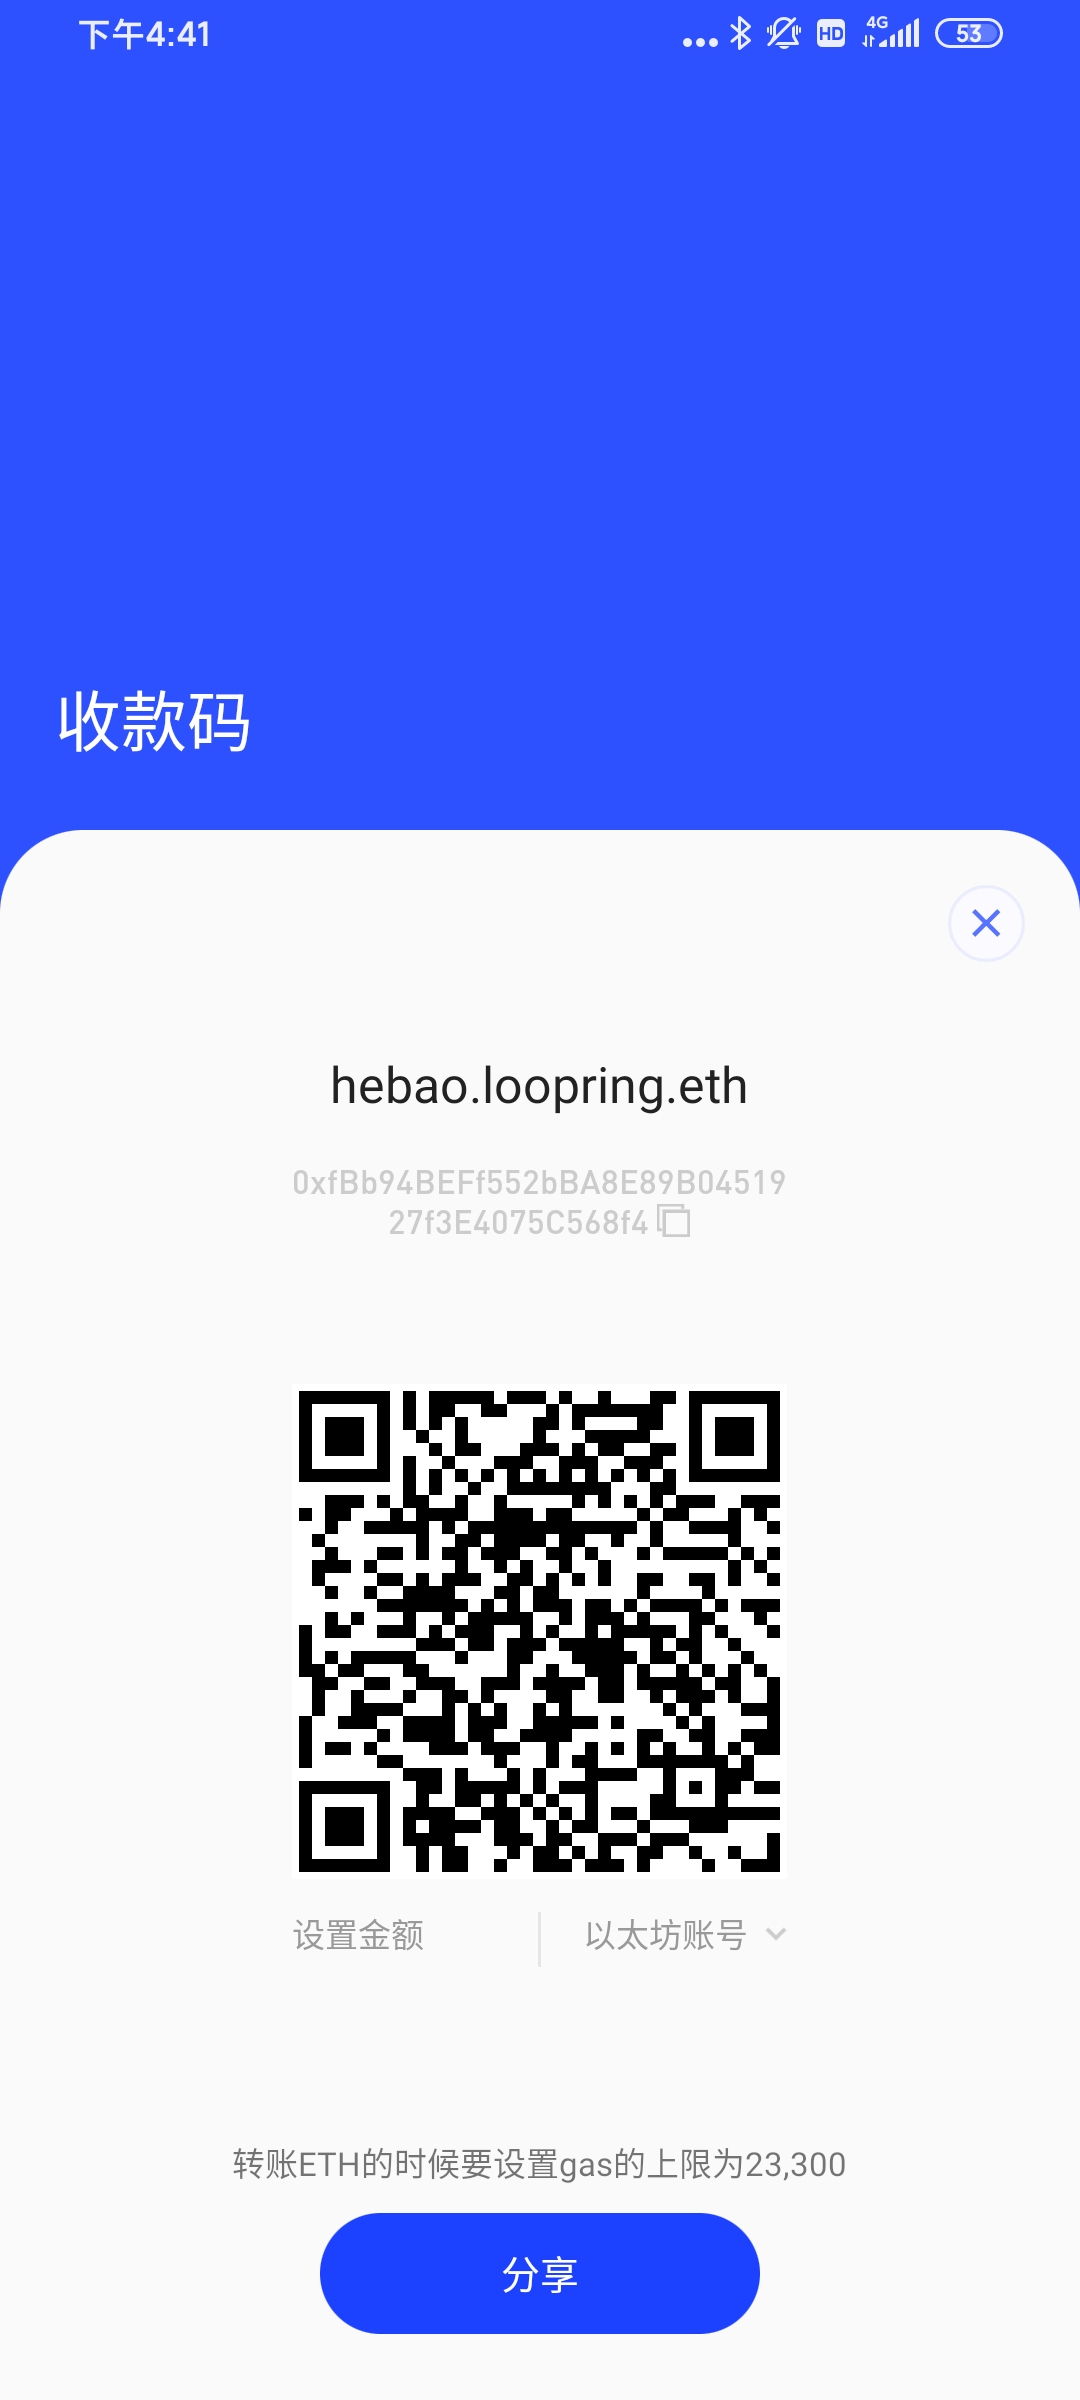 下午4:41
HD
4G
53
收款码
hebao.loopring.eth
0xfBb94BEFf552bBA8E89B04519
27f3E4075C568f4
设置金额
以太坊账号
转账ETH的时候要设置gas的上限为23,300
分享